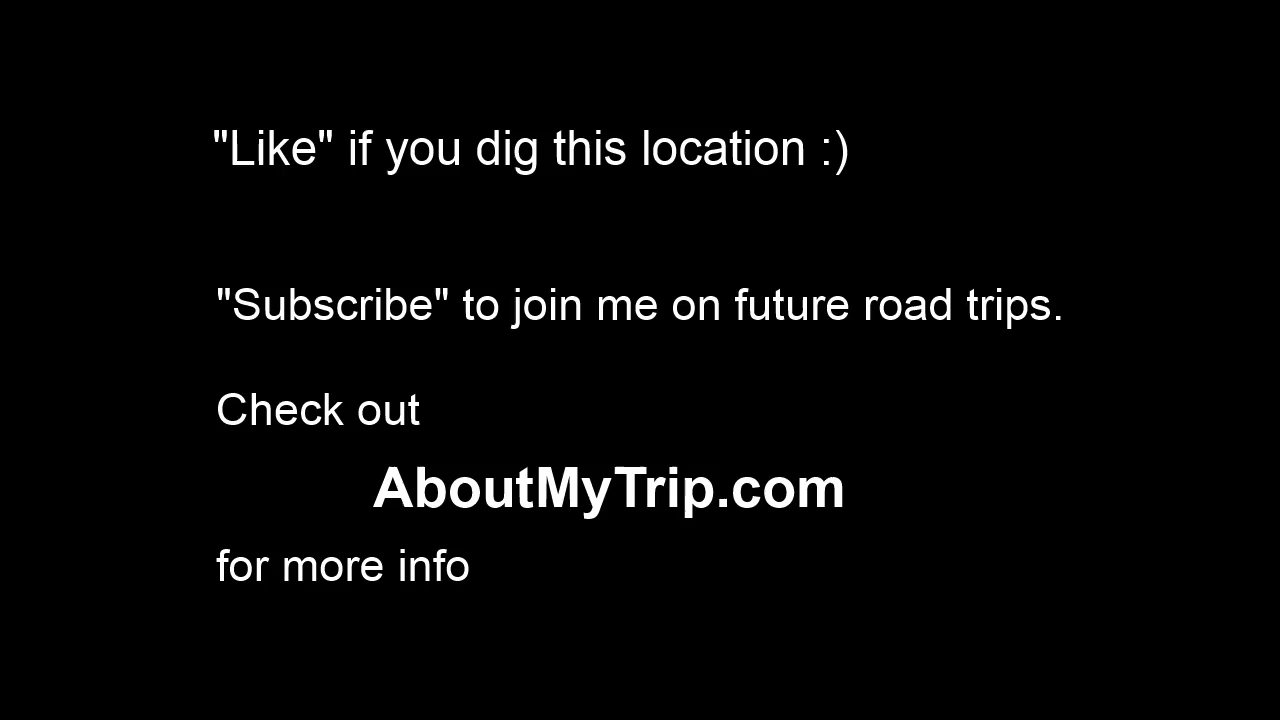 "Like" if you dig this location :)
"Subscribe" to join me on future road trips.
Check out
AboutMyTrip.com
for more info